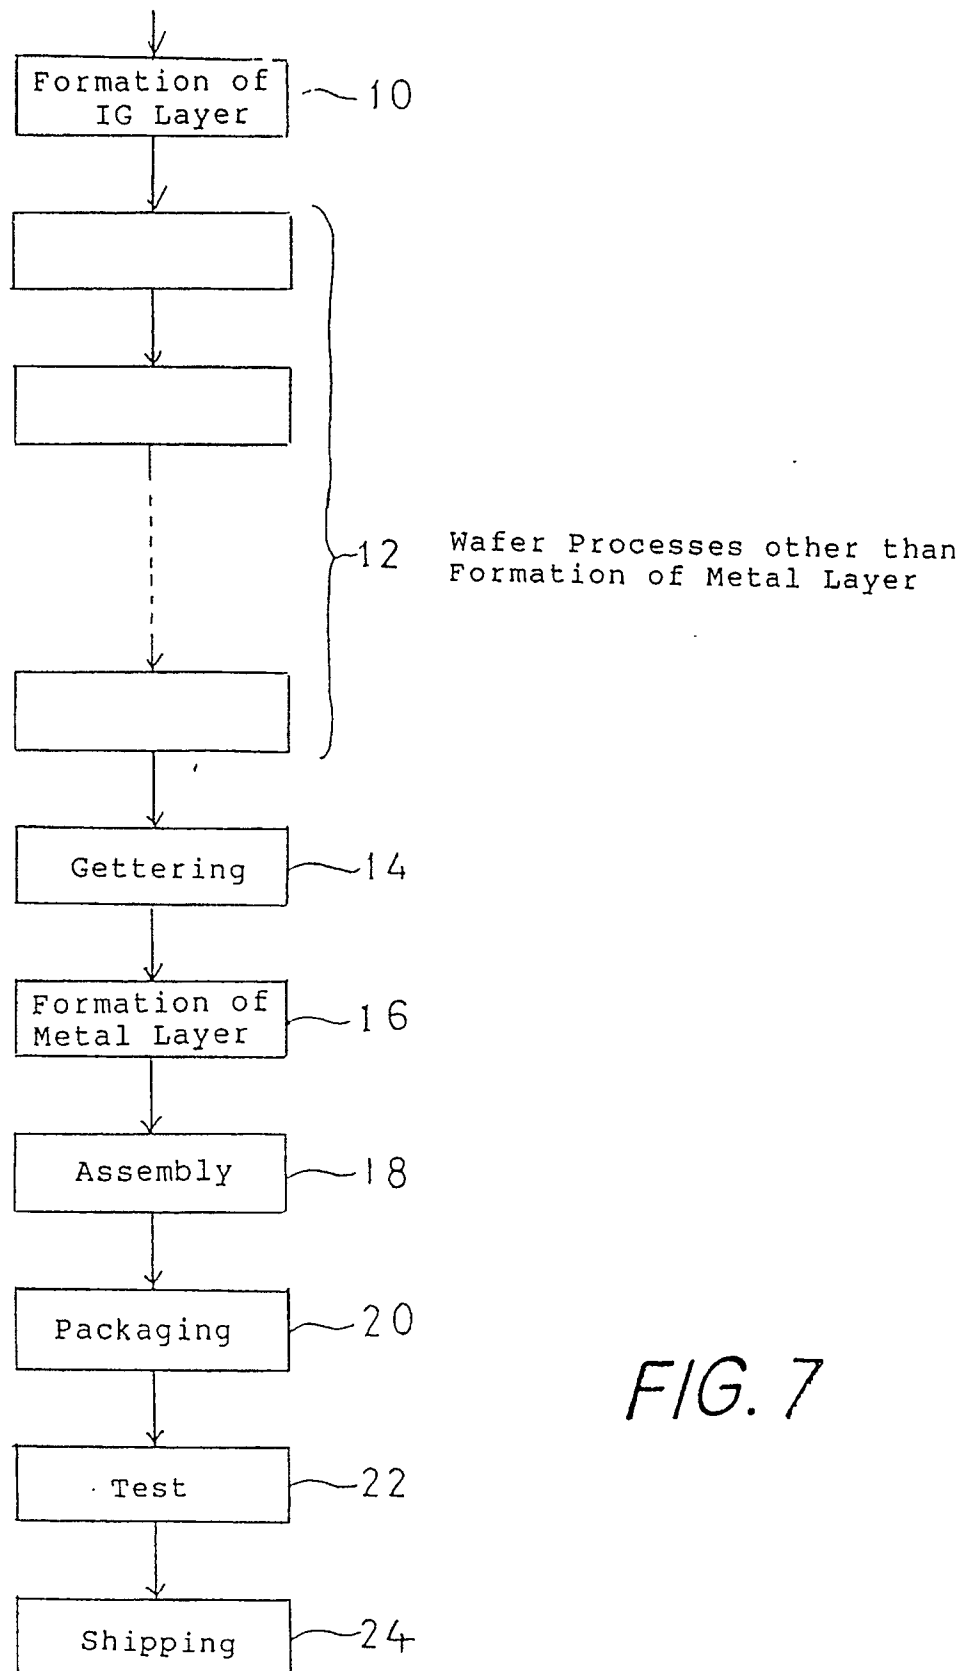 Formation of
IG Layer
10
12
Wafer Processes other than
Formation of Metal Layer
Gettering
14
Formation of
Metal Layer
16
Assembly
18
Packaging
20
FIG. 7
Test
22
Shipping
24